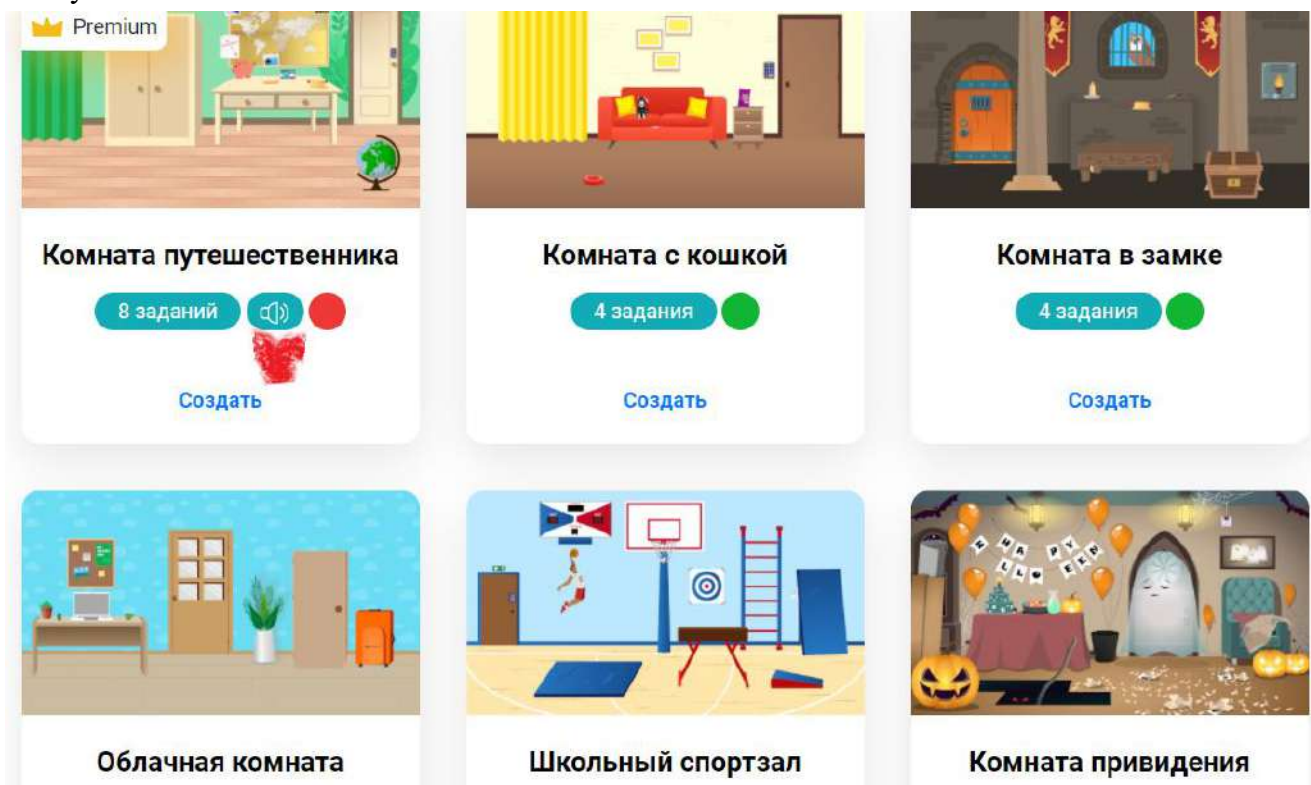 Premium
Комната путешественника
Комната с кошкой
Комната в замке
8 заданий
4 задания
4 задания
Создать
Создать
Создать
HAPPY
Облачная комната
Школьный спортзал
Комната привидения